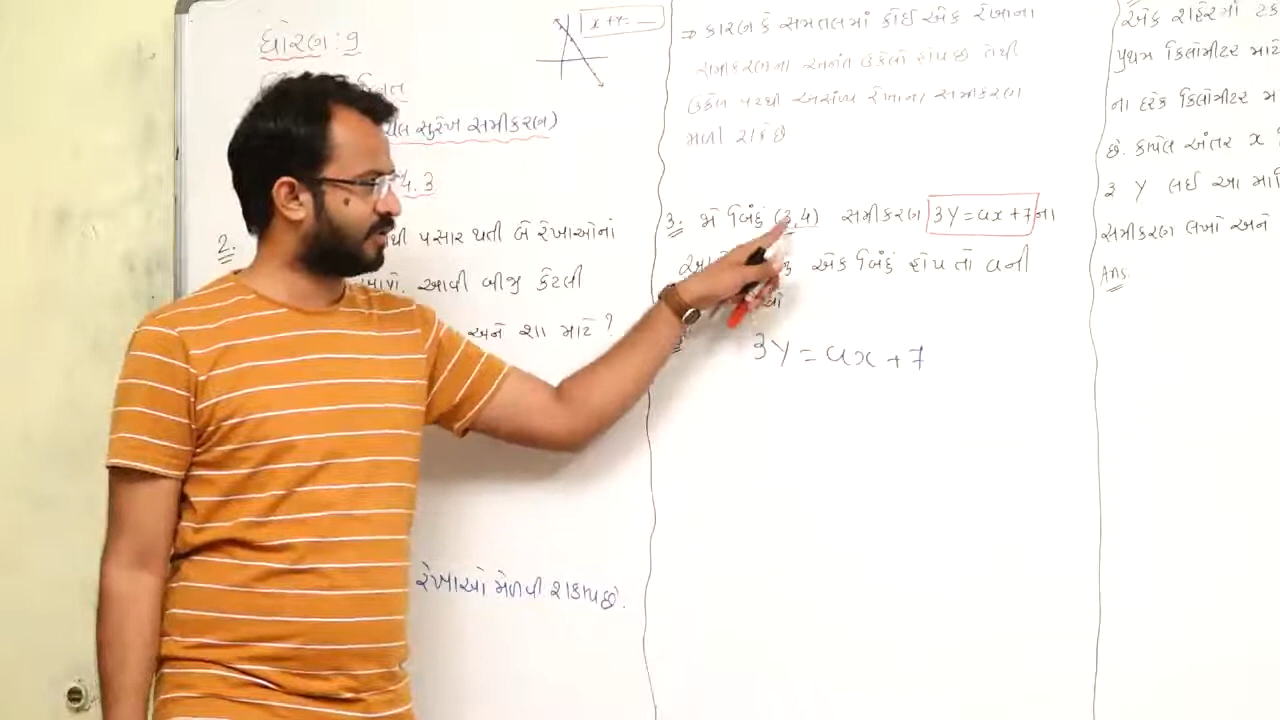 ધોરણ : 9
સુરેખ સમીકરણ)
4.3
2.
પસાર થતી બે રેખાઓનાં
આવી બીજી કેટલી
અને શા માટે ?
રેખાઓ મેળવી શકાય છે.
x + y = __
⇒ કારણ કે સમતલમાં કોઈ એક રેખાના
સમીકરણના અનંત ઉકેલો હોય છે તેથી
ઉકેલ પરથી અસંખ્ય રેખાના સમીકરણ
મળી શકે છે
3. જો બિંદુ (3,4) સમીકરણ 3y = ax + 7 ના
એક બિંદુ હોય તો a ની
3y = ax + 7
એક શહેરમાં
પ્રથમ કિલોમીટર માટે
ના દરેક કિલોમીટર
છે. કાપેલ અંતર x
રૂ y લઈ આ
સમીકરણ લખો અને
Ans.